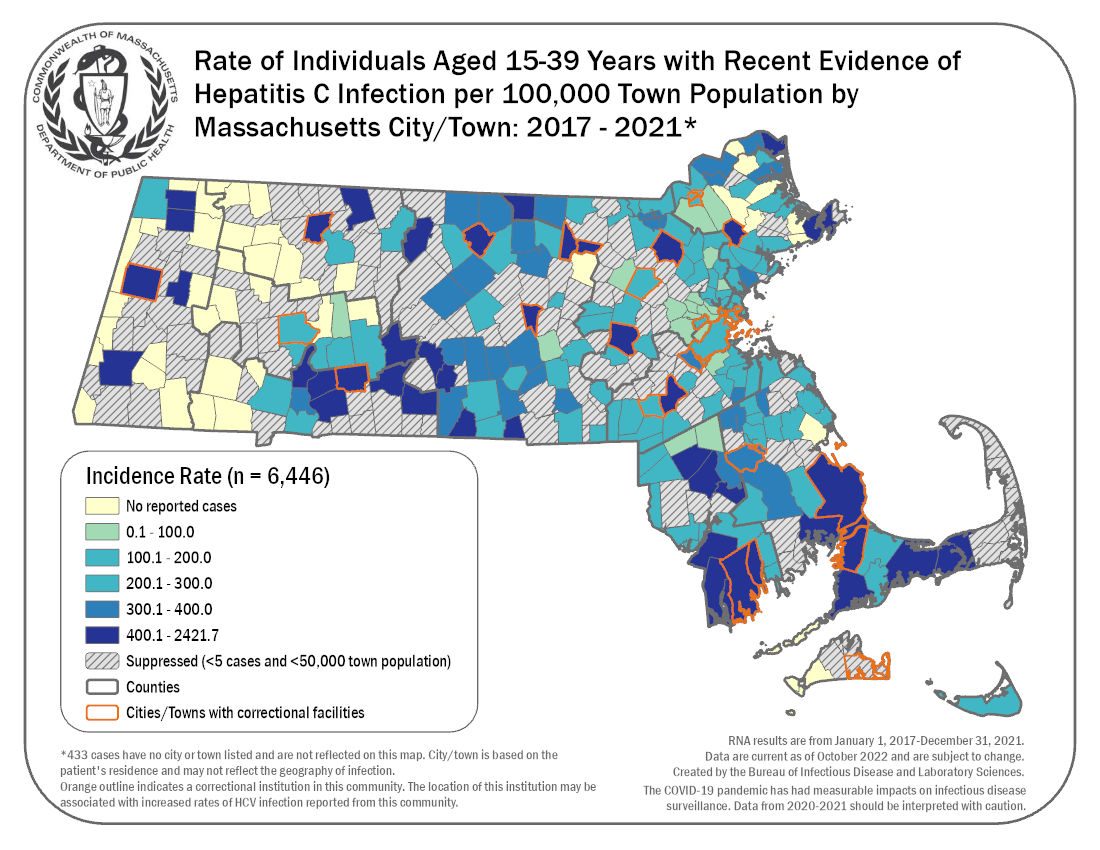 COMMONWEALTH OF MASSACHUSETTS
DEPARTMENT OF PUBLIC HEALTH
Rate of Individuals Aged 15-39 Years with Recent Evidence of
Hepatitis C Infection per 100,000 Town Population by
Massachusetts City/Town: 2017 - 2021*
Incidence Rate (n = 6,446)
No reported cases
0.1 - 100.0
100.1 - 200.0
200.1 - 300.0
300.1 - 400.0
400.1 - 2421.7
Suppressed (<5 cases and <50,000 town population)
Counties
Cities/Towns with correctional facilities
*433 cases have no city or town listed and are not reflected on this map. City/town is based on the
patient's residence and may not reflect the geography of infection.
Orange outline indicates a correctional institution in this community. The location of this institution may be
associated with increased rates of HCV infection reported from this community.
RNA results are from January 1, 2017-December 31, 2021.
Data are current as of October 2022 and are subject to change.
Created by the Bureau of Infectious Disease and Laboratory Sciences.
The COVID-19 pandemic has had measurable impacts on infectious disease
surveillance. Data from 2020-2021 should be interpreted with caution.